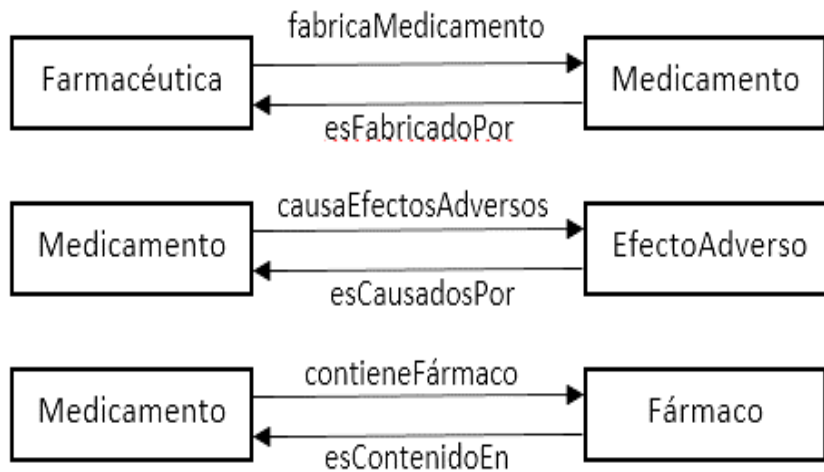 fabricaMedicamento
Farmacéutica
Medicamento
esFabricadoPor
causaEfectosAdversos
Medicamento
EfectoAdverso
esCausadosPor
contieneFármaco
Medicamento
Fármaco
esContenidoEn